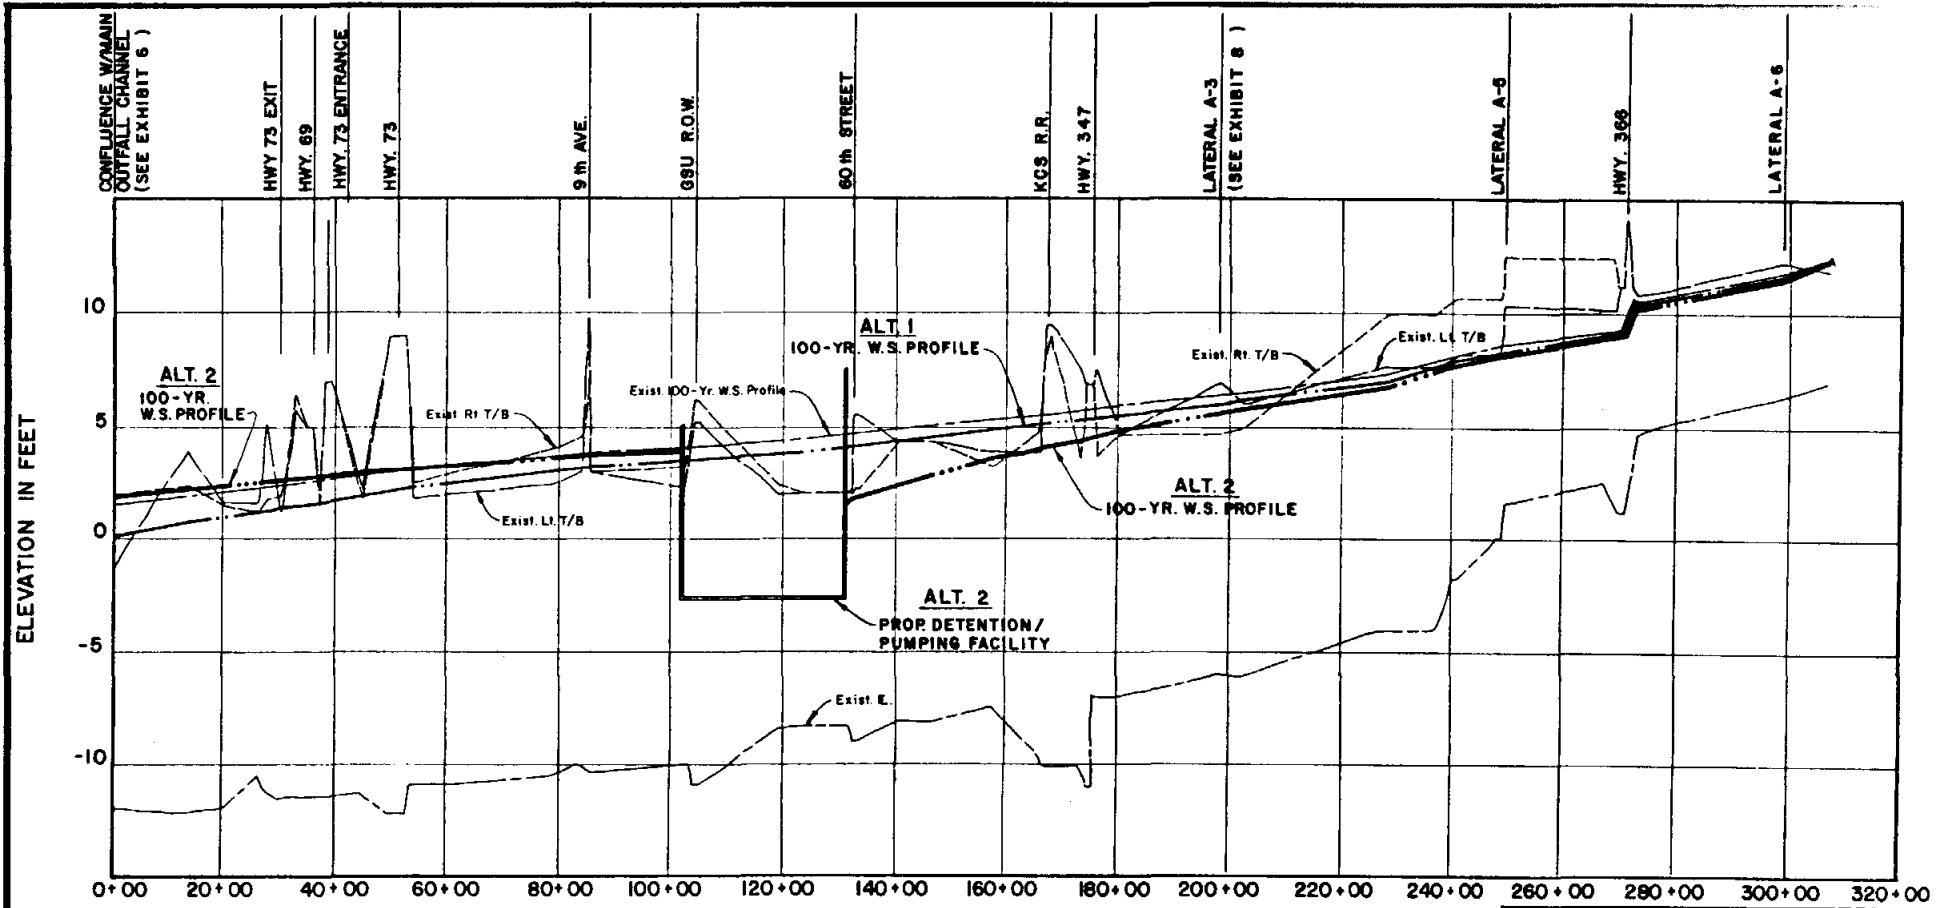 CONFLUENCE W/MAIN
OUTFALL CHANNEL
(SEE EXHIBIT 6 )
HWY 73 EXIT
HWY. 69
HWY. 73 ENTRANCE
HWY. 73
9 th AVE.
GSU R.O.W.
60 th STREET
KCS R.R.
HWY. 347
LATERAL A-3
(SEE EXHIBIT 8 )
LATERAL A-5
HWY. 366
LATERAL A-6
ELEVATION IN FEET
10
5
0
-5
-10
ALT. 2
100-YR.
W.S. PROFILE
Exist Rt T/B
Exist. Lt. T/B
Exist. 100-Yr. W.S. Profile
ALT. 1
100-YR. W.S. PROFILE
Exist. Rt. T/B
Exist. Lt. T/B
ALT. 2
100-YR. W.S. PROFILE
ALT. 2
PROP. DETENTION/
PUMPING FACILITY
Exist.
0+00 20+00 40+00 60+00 80+00 100+00 120+00 140+00 160+00 180+00 200+00 220+00 240+00 260+00 280+00 300+00 320+00